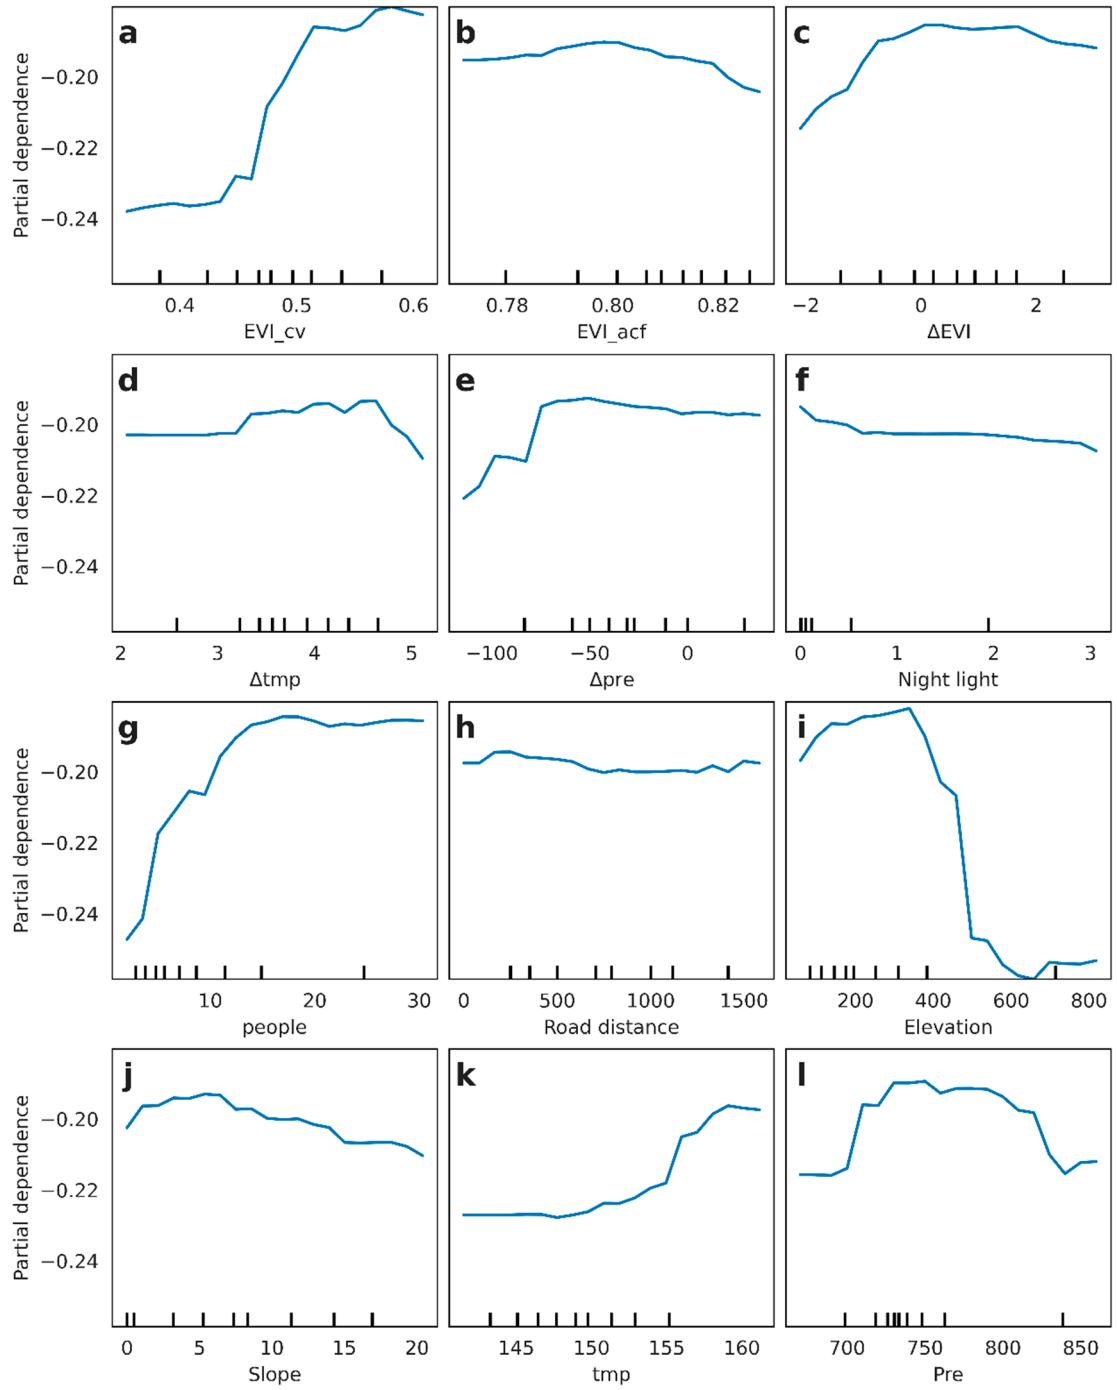 a b c
Partial dependence
−0.20
−0.22
−0.24
0.4 0.5 0.6
EVI_cv
0.78 0.80 0.82
EVI_acf
−2 0 2
ΔEVI
d e f
Partial dependence
−0.20
−0.22
−0.24
2 3 4 5
Δtmp
−100 −50 0
Δpre
0 1 2 3
Night light
g h i
Partial dependence
−0.20
−0.22
−0.24
10 20 30
people
0 500 1000 1500
Road distance
200 400 600 800
Elevation
j k l
Partial dependence
−0.20
−0.22
−0.24
0 5 10 15 20
Slope
145 150 155 160
tmp
700 750 800 850
Pre